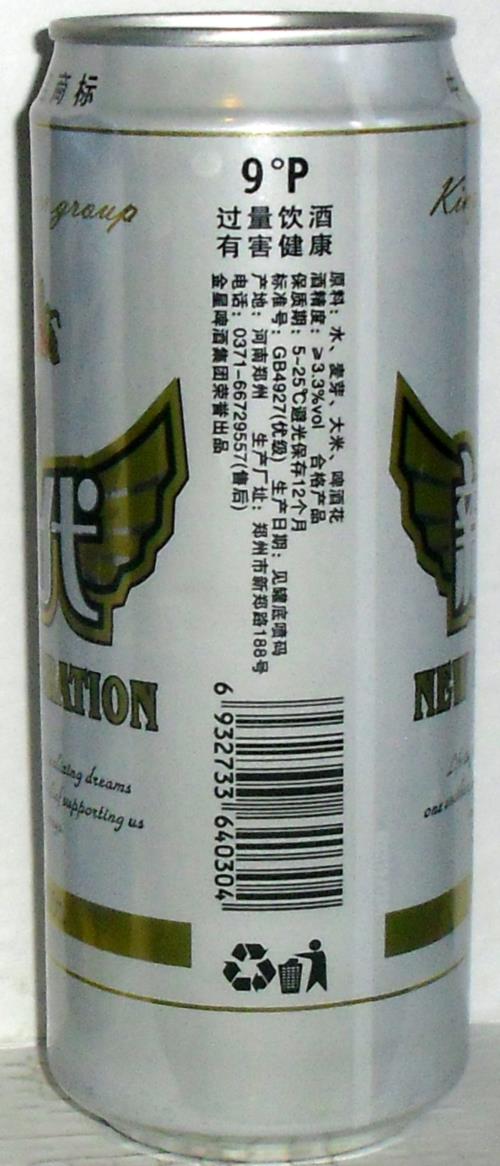 商标
group
9°P
过量饮酒
有害健康
原料：水、麦芽、大米、啤酒花
酒精度：≥3.3%vol 合格产品
保质期：5-25℃避光保存12个月
标准号：GB4927(优级) 生产日期：见罐底喷码
产地：河南郑州 生产厂址：郑州市新郑路188号
电话：0371-66729557(售后)
金星啤酒集团荣誉出品
代
RATION
NEW
dreams
supporting us
one
6 932733 640304